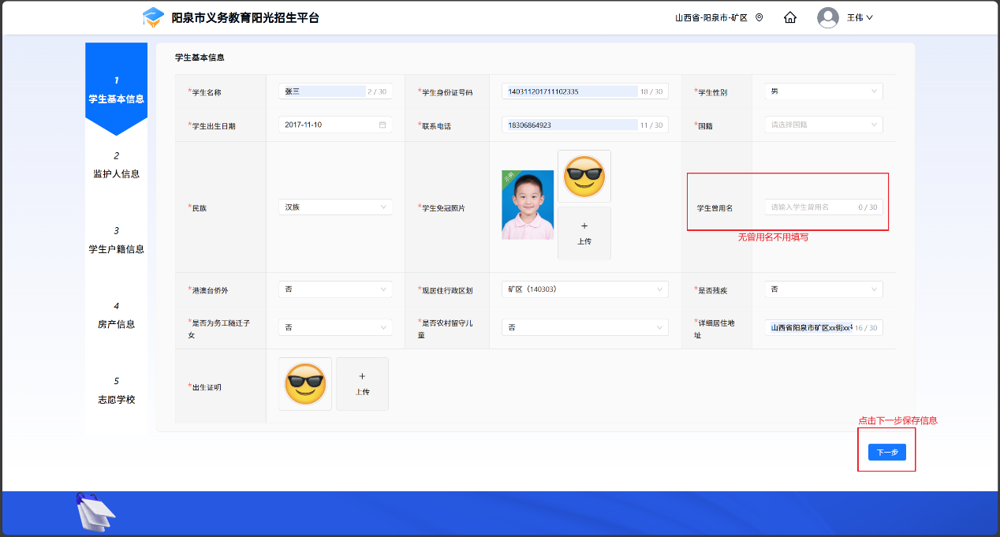 阳泉市义务教育阳光招生平台
山西省-阳泉市-矿区
王伟
1
学生基本信息
2
监护人信息
3
学生户籍信息
4
房产信息
5
志愿学校
学生基本信息
*学生名称 张三 2 / 30 *学生身份证号码 140311201711102335 18 / 30 *学生性别 男
*学生出生日期 2017-11-10 *联系电话 18306864923 11 / 30 *国籍 请选择国籍
*民族 汉族 *学生免冠照片 示例 + 上传 学生曾用名 请输入学生曾用名 0 / 30
无曾用名不用填写
*港澳台侨外 否 *现居住行政区划 矿区（140303） *是否残疾 否
*是否为务工随迁子女 否 *是否农村留守儿童 否 *详细居住地址 山西省阳泉市矿区xx街xx 16 / 30
*出生证明 + 上传
点击下一步保存信息
下一步